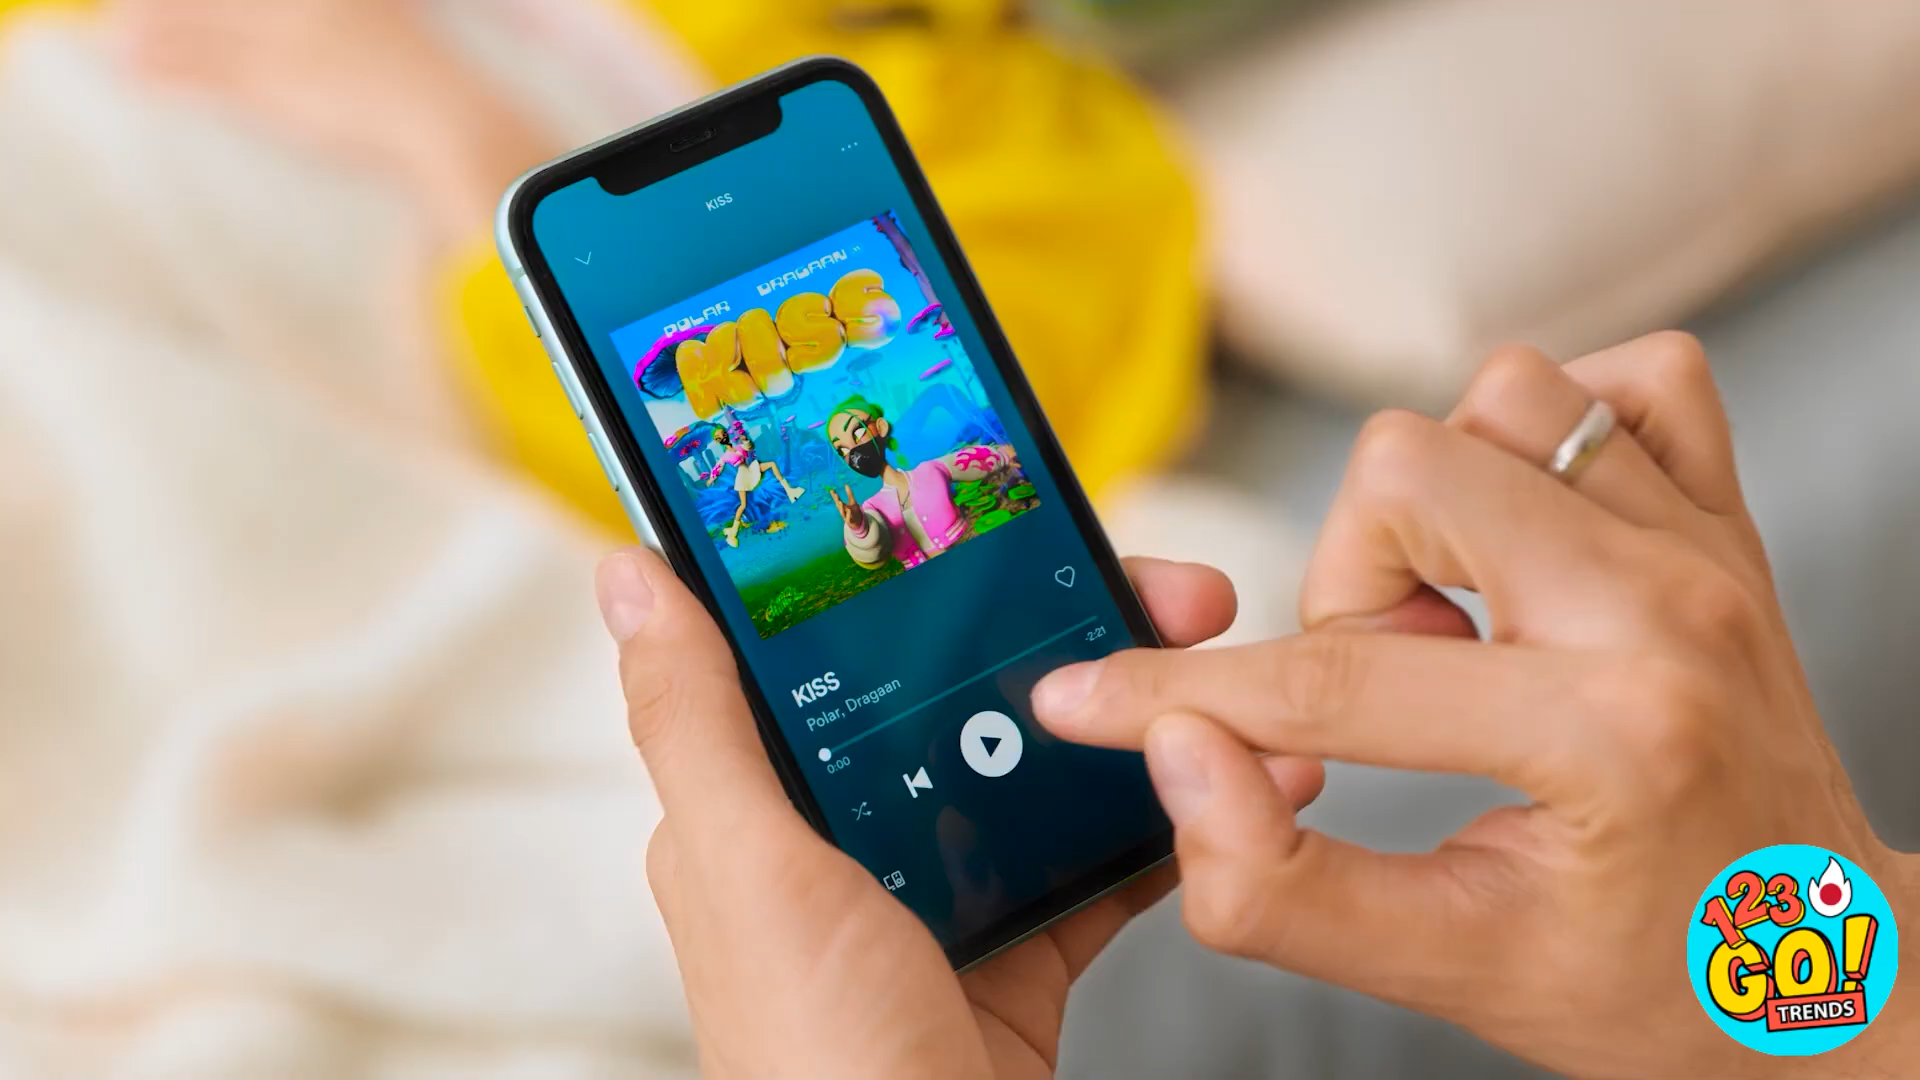 KISS
POLAR DRAGAAN
KISS
KISS
Polar, Dragaan
0:00
-2:21
123
GO!
TRENDS